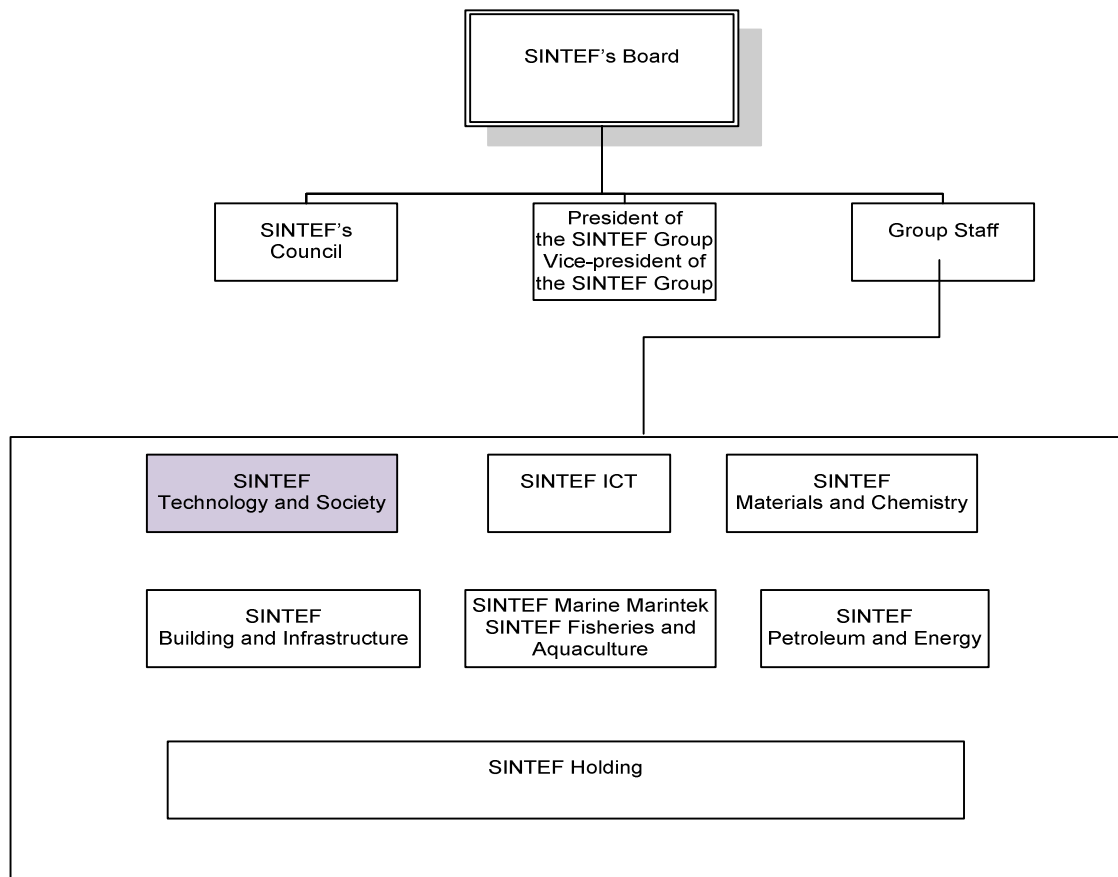 SINTEF's Board
SINTEF's
Council
President of
the SINTEF Group
Vice-president of
the SINTEF Group
Group Staff
SINTEF
Technology and Society
SINTEF ICT
SINTEF
Materials and Chemistry
SINTEF
Building and Infrastructure
SINTEF Marine Marintek
SINTEF Fisheries and
Aquaculture
SINTEF
Petroleum and Energy
SINTEF Holding